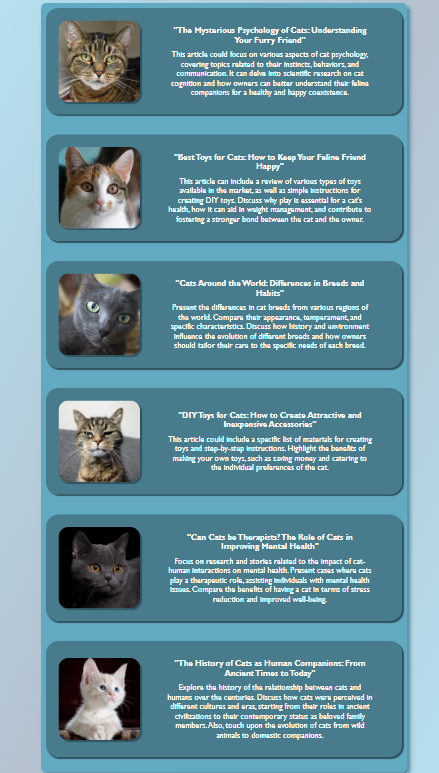 "The Mysterious Psychology of Cats: Understanding
Your Furry Friend"
This article could focus on various aspects of cat psychology,
covering topics related to their instincts, behaviors, and
communication. It can delve into scientific research on cat
cognition and how owners can better understand their feline
companions for a healthy and happy coexistence.
"Best Toys for Cats: How to Keep Your Feline Friend
Happy"
This article can include a review of various types of toys
available in the market, as well as simple instructions for
creating DIY toys. Discuss why play is essential for a cat's
health, how it can aid in weight management, and contribute to
fostering a stronger bond between the cat and the owner.
"Cats Around the World: Differences in Breeds and
Habits"
Present the differences in cat breeds from various regions of
the world. Compare their appearance, temperament, and
specific characteristics. Discuss how history and environment
influence the evolution of different breeds and how owners
should tailor their care to the specific needs of each breed.
"DIY Toys for Cats: How to Create Attractive and
Inexpensive Accessories"
This article could include a specific list of materials for creating
toys and step-by-step instructions. Highlight the benefits of
making your own toys, such as saving money and catering to
the individual preferences of the cat.
"Can Cats be Therapists? The Role of Cats in
Improving Mental Health"
Focus on research and stories related to the impact of cat-
human interactions on mental health. Present cases where cats
play a therapeutic role, assisting individuals with mental health
issues. Compare the benefits of having a cat in terms of stress
reduction and improved well-being.
"The History of Cats as Human Companions: From
Ancient Times to Today"
Explore the history of the relationship between cats and
humans over the centuries. Discuss how cats were perceived in
different cultures and eras, starting from their roles in ancient
civilizations to their contemporary status as beloved family
members. Also, touch upon the evolution of cats from wild
animals to domestic companions.